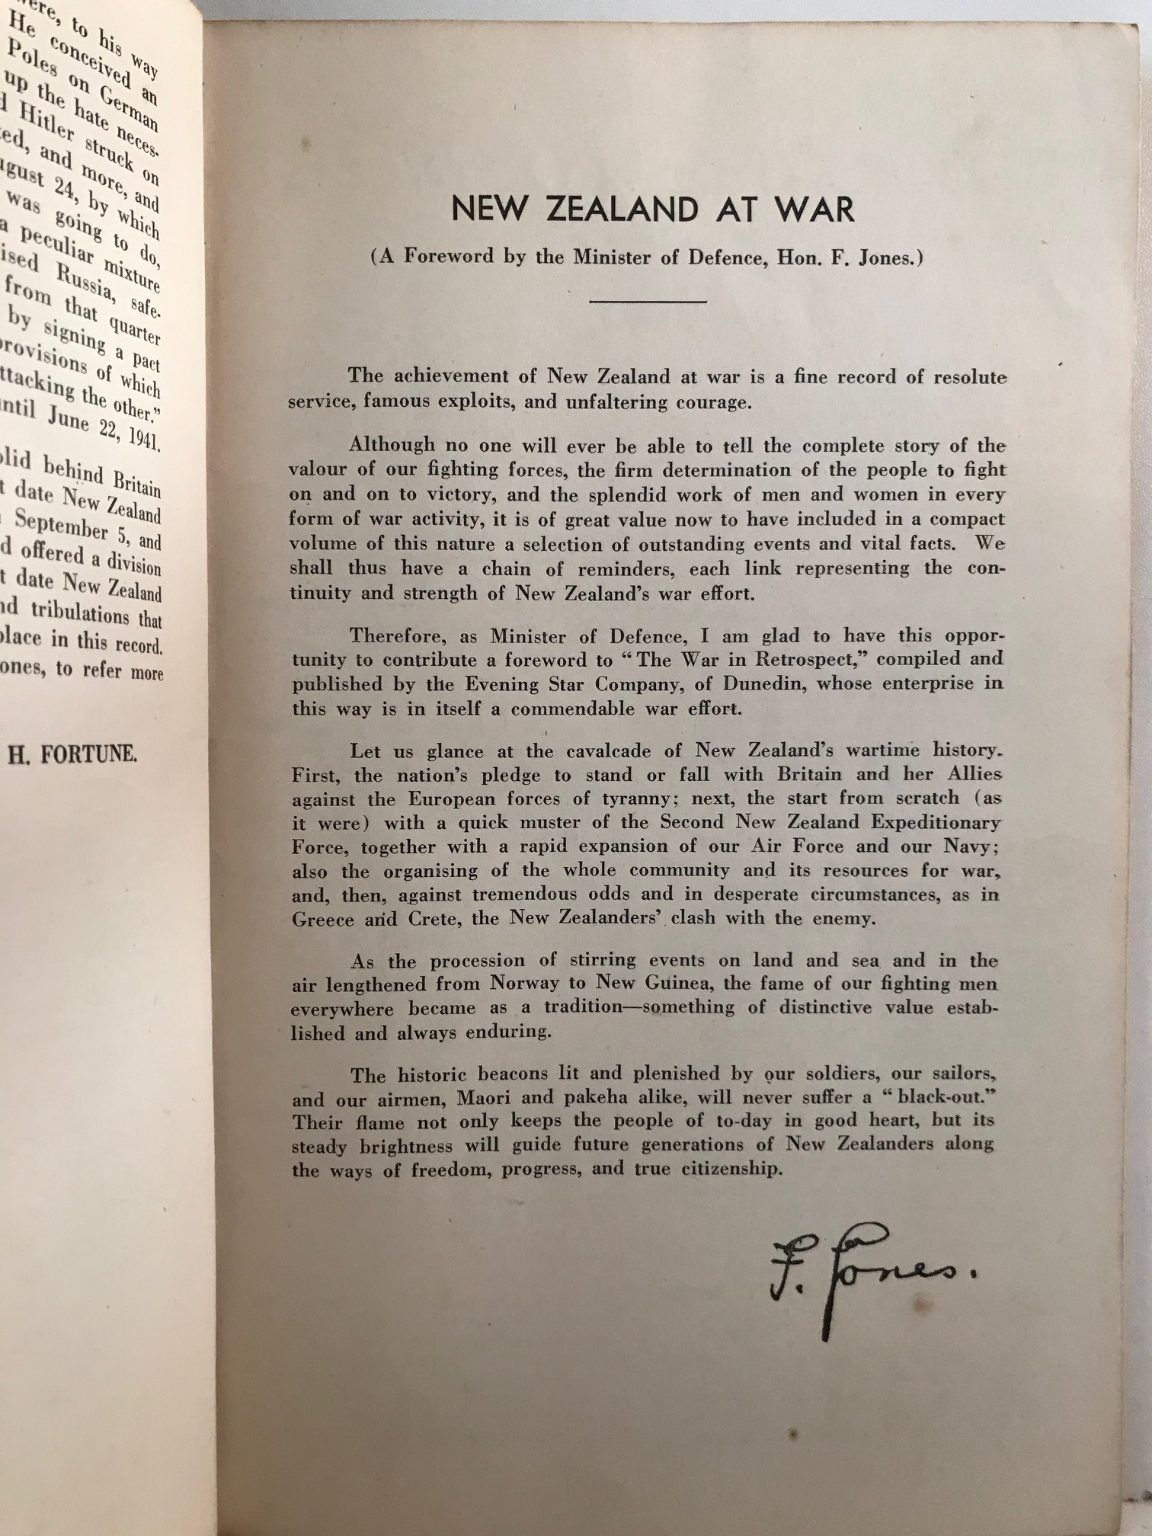 were, to his way
He conceived an
Poles on German
up the hate neces-
Hitler struck on
and more, and
August 24, by which
was going to do,
a peculiar mixture
Russia, safe-
from that quarter
by signing a pact
provisions of which
attacking the other."
until June 22, 1941.
solid behind Britain
date New Zealand
September 5, and
offered a division
date New Zealand
and tribulations that
place in this record.
to refer more
H. FORTUNE.
NEW ZEALAND AT WAR
(A Foreword by the Minister of Defence, Hon. F. Jones.)
The achievement of New Zealand at war is a fine record of resolute
service, famous exploits, and unfaltering courage.
Although no one will ever be able to tell the complete story of the
valour of our fighting forces, the firm determination of the people to fight
on and on to victory, and the splendid work of men and women in every
form of war activity, it is of great value now to have included in a compact
volume of this nature a selection of outstanding events and vital facts. We
shall thus have a chain of reminders, each link representing the con-
tinuity and strength of New Zealand's war effort.
Therefore, as Minister of Defence, I am glad to have this oppor-
tunity to contribute a foreword to "The War in Retrospect," compiled and
published by the Evening Star Company, of Dunedin, whose enterprise in
this way is in itself a commendable war effort.
Let us glance at the cavalcade of New Zealand's wartime history.
First, the nation's pledge to stand or fall with Britain and her Allies
against the European forces of tyranny; next, the start from scratch (as
it were) with a quick muster of the Second New Zealand Expeditionary
Force, together with a rapid expansion of our Air Force and our Navy;
also the organising of the whole community and its resources for war,
and, then, against tremendous odds and in desperate circumstances, as in
Greece and Crete, the New Zealanders' clash with the enemy.
As the procession of stirring events on land and sea and in the
air lengthened from Norway to New Guinea, the fame of our fighting men
everywhere became as a tradition—something of distinctive value estab-
lished and always enduring.
The historic beacons lit and plenished by our soldiers, our sailors,
and our airmen, Maori and pakeha alike, will never suffer a "black-out."
Their flame not only keeps the people of to-day in good heart, but its
steady brightness will guide future generations of New Zealanders along
the ways of freedom, progress, and true citizenship.
F. Jones.